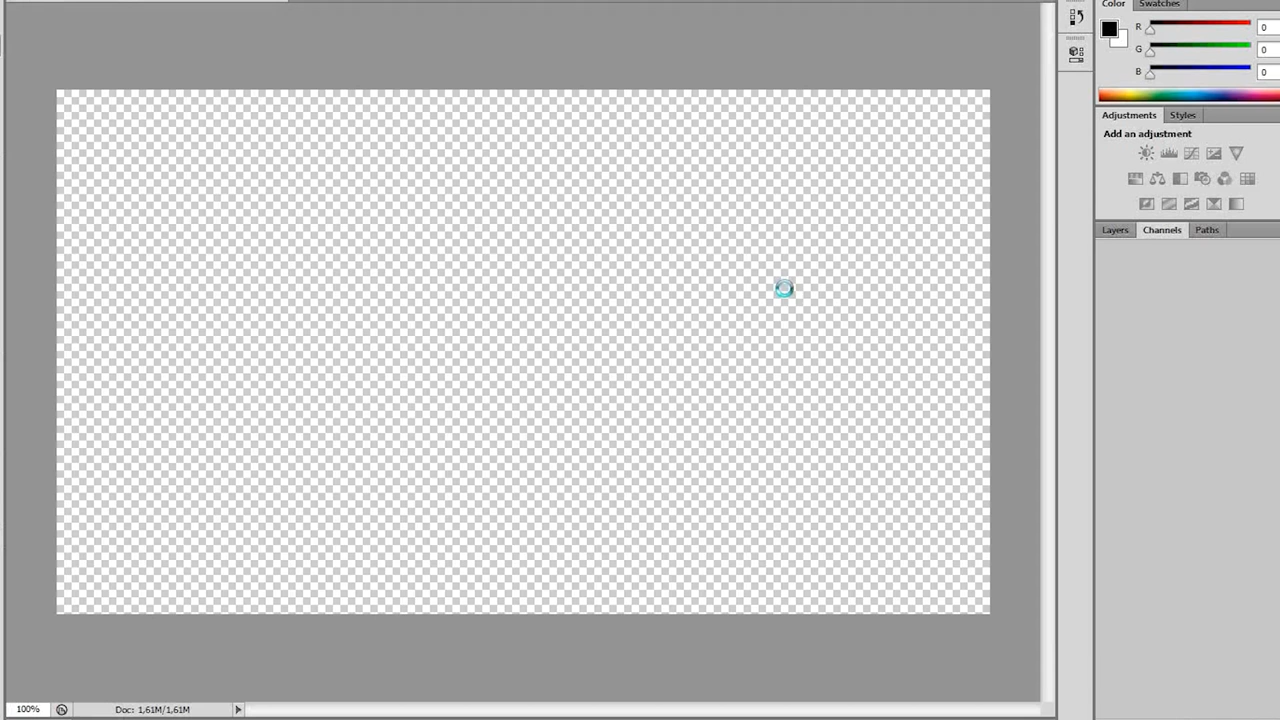 Color Swatches
R 0
G 0
B 0
Adjustments Styles
Add an adjustment
Layers Channels Paths
100% Doc: 1,61M/1,61M